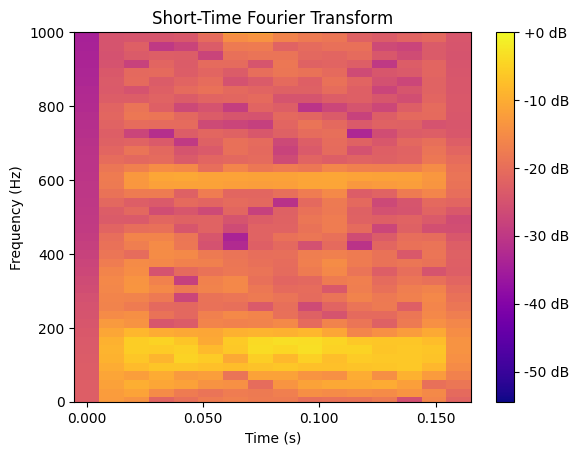 Short-Time Fourier Transform
Frequency (Hz)
1000
800
600
400
200
0
0.000
0.050
0.100
0.150
Time (s)
+0 dB
-10 dB
-20 dB
-30 dB
-40 dB
-50 dB